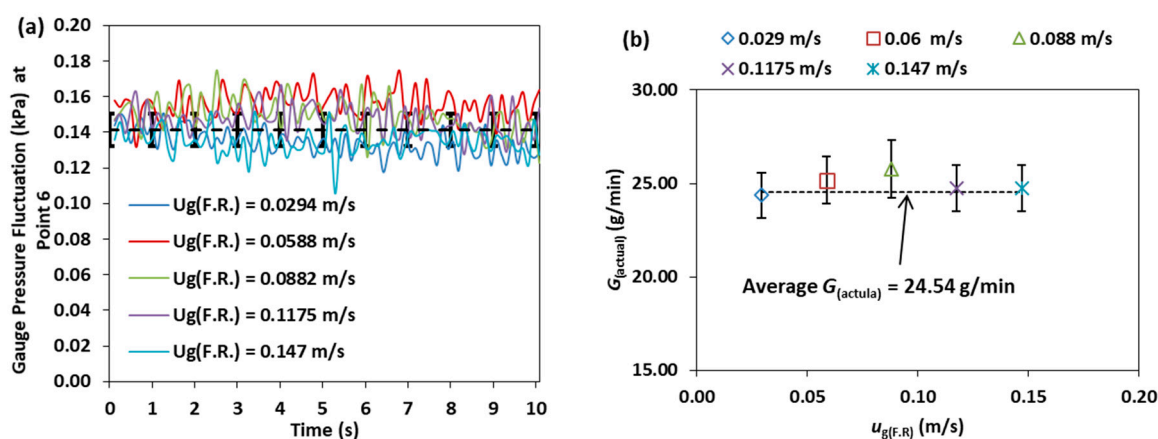 (a)
Gauge Pressure Fluctuation (kPa) at
Point 6
0.20
0.18
0.16
0.14
0.12
0.10
0.08
0.06
0.04
0.02
0.00
Ug(F.R.) = 0.0294 m/s
Ug(F.R.) = 0.0588 m/s
Ug(F.R.) = 0.0882 m/s
Ug(F.R.) = 0.1175 m/s
Ug(F.R.) = 0.147 m/s
0 1 2 3 4 5 6 7 8 9 10
Time (s)
(b)
0.029 m/s 0.06 m/s 0.088 m/s
0.1175 m/s 0.147 m/s
G(actual) (g/min)
30.00
25.00
20.00
15.00
Average G(actula) = 24.54 g/min
0.00 0.05 0.10 0.15 0.20
ug(F.R) (m/s)